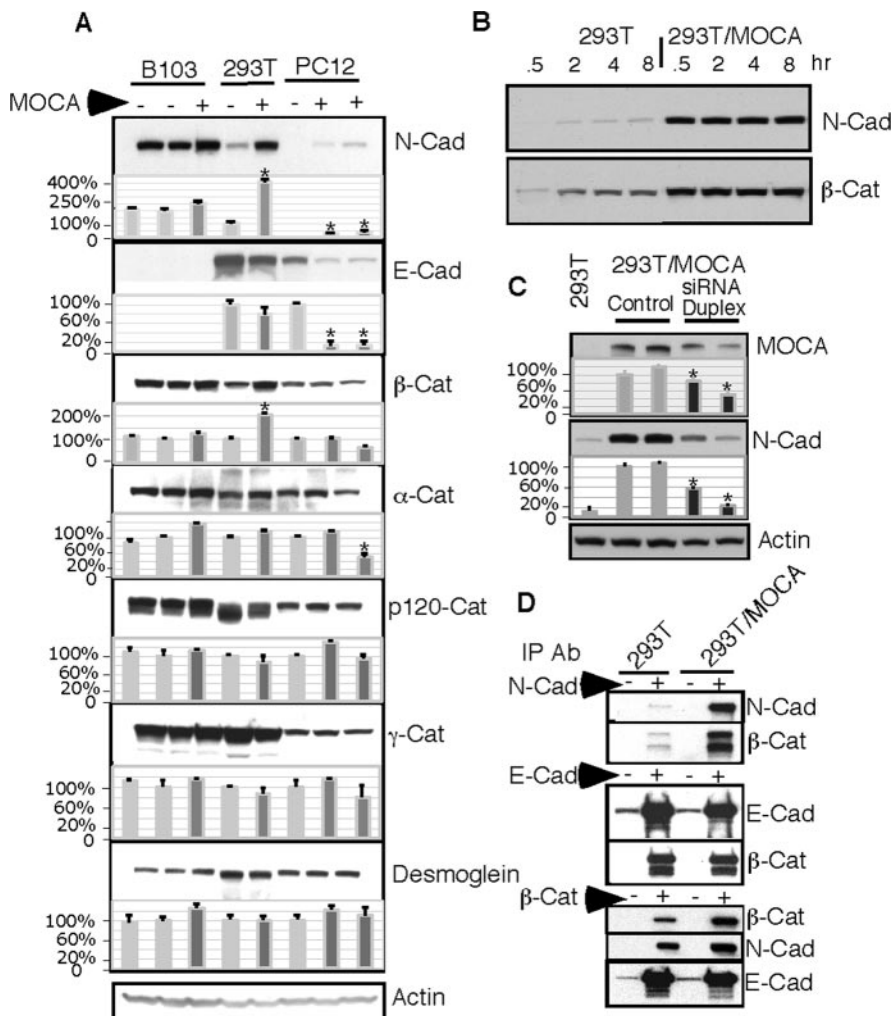 A
B103 293T PC12
MOCA - - + - + - + +
N-Cad
*
400%
250%
100%
0
* *
E-Cad
100%
60%
20%
0
* *
β-Cat
200%
100%
0
*
α-Cat
100%
60%
20%
0
*
p120-Cat
100%
60%
20%
0
γ-Cat
100%
60%
20%
0
Desmoglein
100%
60%
20%
0
Actin
B
293T 293T/MOCA
.5 2 4 8 .5 2 4 8 hr
N-Cad
β-Cat
C
293T
293T/MOCA
Control
siRNA
Duplex
MOCA
100%
60%
20%
0
* *
N-Cad
100%
60%
20%
0
* *
Actin
D
IP Ab 293T 293T/MOCA
N-Cad - + - +
N-Cad
β-Cat
E-Cad - + - +
E-Cad
β-Cat
β-Cat - + - +
β-Cat
N-Cad
E-Cad